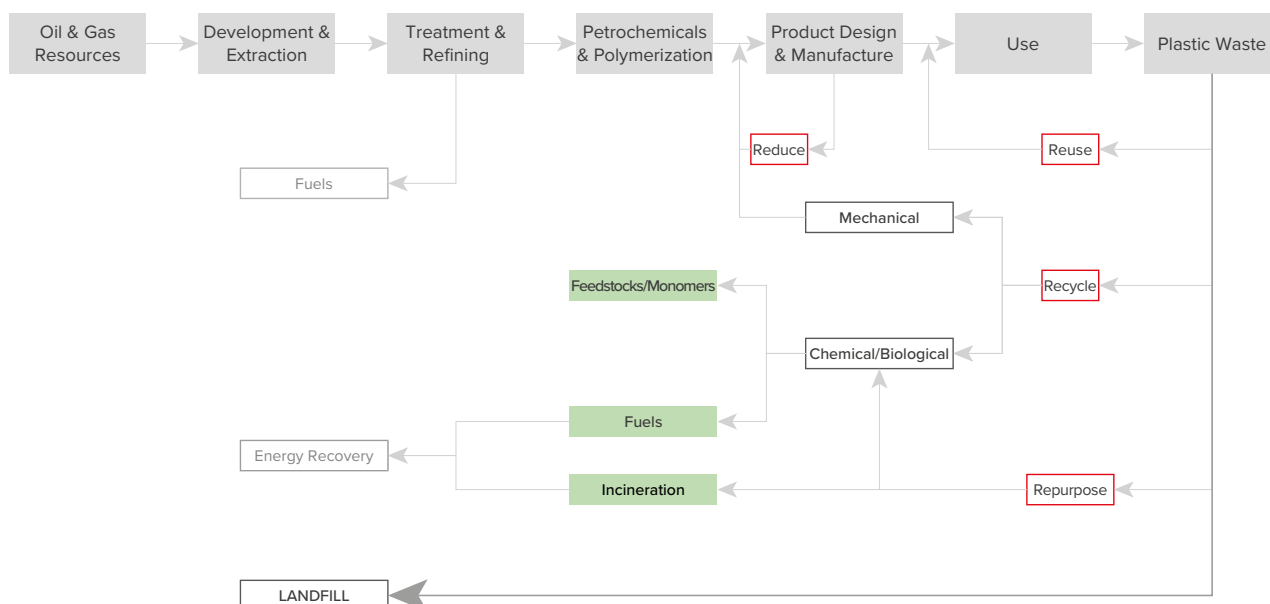 Oil & Gas
Resources
Development &
Extraction
Treatment &
Refining
Petrochemicals
& Polymerization
Product Design
& Manufacture
Use
Plastic Waste
Reduce
Reuse
Fuels
Mechanical
Feedstocks/Monomers
Recycle
Chemical/Biological
Fuels
Energy Recovery
Incineration
Repurpose
LANDFILL